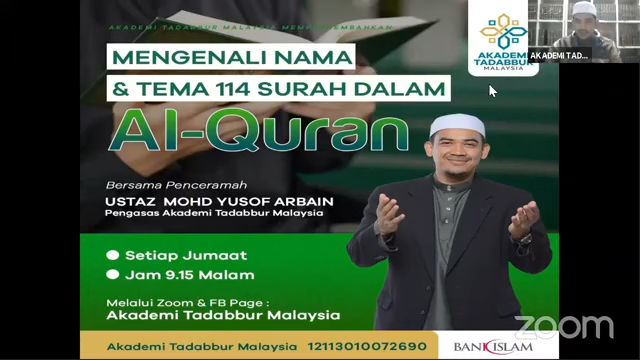 AKADEMI TADABBUR MALAYSIA MEMPERSEMBAHKAN
MENGENALI NAMA
& TEMA 114 SURAH DALAM
Al-Quran
AKADEMI
TADABBUR
MALAYSIA
AKADEMI TAD...
Bersama Penceramah
USTAZ MOHD YUSOF ARBAIN
Pengasas Akademi Tadabbur Malaysia
Setiap Jumaat
Jam 9.15 Malam
Melalui Zoom & FB Page :
Akademi Tadabbur Malaysia
Akademi Tadabbur Malaysia 12113010072690
BANK ISLAM
zoom